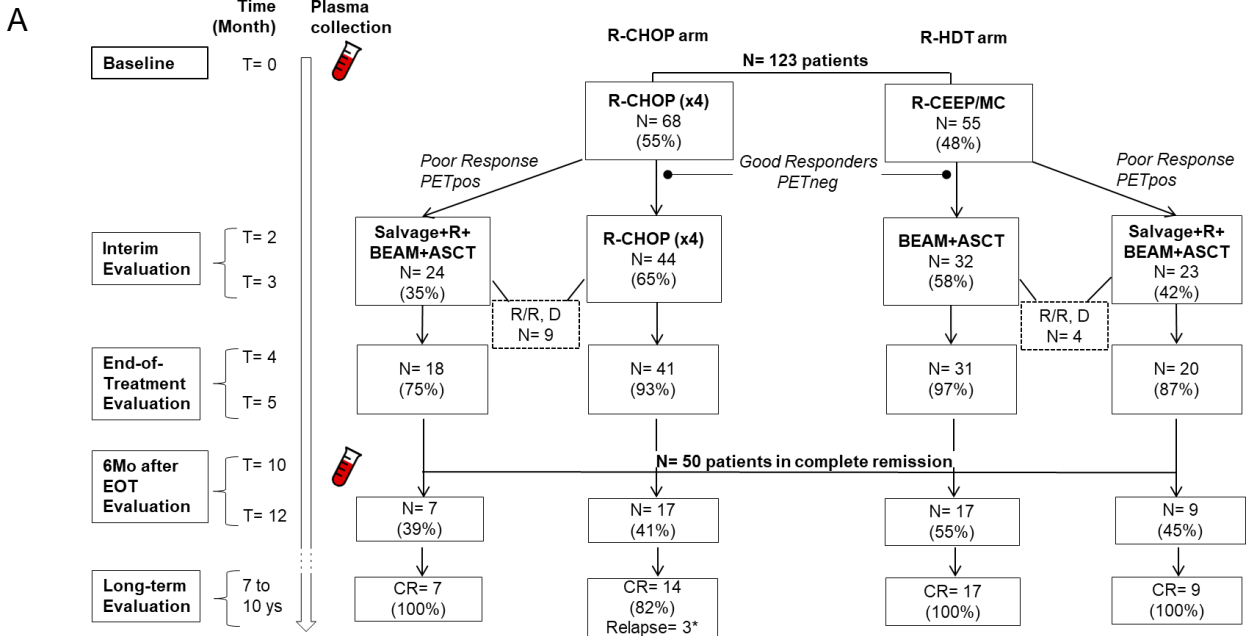 A
Time
(Month)
Plasma
collection
R-CHOP arm
R-HDT arm
Baseline
T= 0
N= 123 patients
R-CHOP (x4)
N= 68
(55%)
R-CEEP/MC
N= 55
(48%)
Poor Response
PETpos
Good Responders
PETneg
Poor Response
PETpos
Interim
Evaluation
T= 2
T= 3
Salvage+R+
BEAM+ASCT
N= 24
(35%)
R-CHOP (x4)
N= 44
(65%)
BEAM+ASCT
N= 32
(58%)
Salvage+R+
BEAM+ASCT
N= 23
(42%)
R/R, D
N= 9
R/R, D
N= 4
End-of-
Treatment
Evaluation
T= 4
T= 5
N= 18
(75%)
N= 41
(93%)
N= 31
(97%)
N= 20
(87%)
6Mo after
EOT
Evaluation
T= 10
T= 12
N= 50 patients in complete remission
N= 7
(39%)
N= 17
(41%)
N= 17
(55%)
N= 9
(45%)
Long-term
Evaluation
7 to
10 ys
CR= 7
(100%)
CR= 14
(82%)
Relapse= 3*
CR= 17
(100%)
CR= 9
(100%)